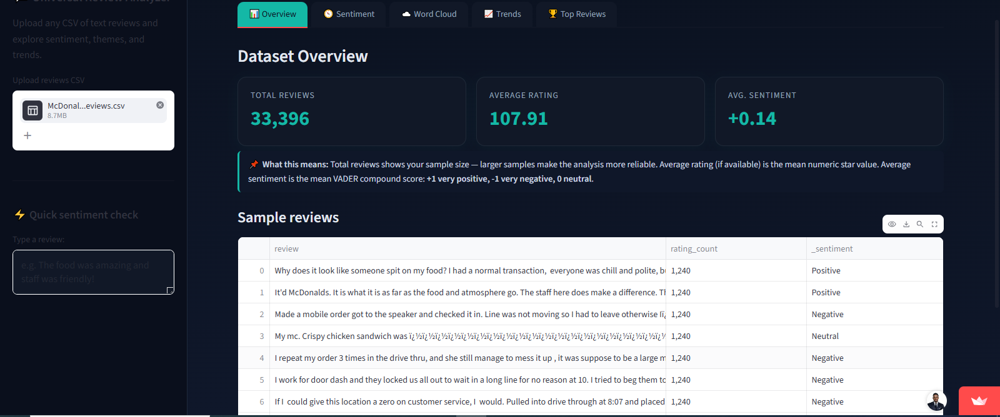 Universal Review Analyzer
Upload any CSV of text reviews and
explore sentiment, themes, and
trends.
Upload reviews CSV
McDonal...eviews.csv
8.7MB
Quick sentiment check
Type a review:
e.g. The food was amazing and
staff was friendly!
Overview
Sentiment
Word Cloud
Trends
Top Reviews
Dataset Overview
TOTAL REVIEWS
33,396
AVERAGE RATING
107.91
AVG. SENTIMENT
+0.14
What this means: Total reviews shows your sample size — larger samples make the analysis more reliable. Average rating (if available) is the mean numeric star value. Average
sentiment is the mean VADER compound score: +1 very positive, -1 very negative, 0 neutral.
Sample reviews
review rating_count _sentiment
0 Why does it look like someone spit on my food? I had a normal transaction, everyone was chill and polite, bu 1,240 Positive
1 It'd McDonalds. It is what it is as far as the food and atmosphere go. The staff here does make a difference. Th 1,240 Positive
2 Made a mobile order got to the speaker and checked it in. Line was not moving so I had to leave otherwise Iï¿ 1,240 Negative
3 My mc. Crispy chicken sandwich was ï¿½ï¿½ï¿½ï¿½ï¿½ï¿½ï¿½ï¿½ï¿½ï¿½ï¿½ï¿½ï¿½ï¿½ï¿½ï¿½ï¿½ï¿½ï¿½ï¿½ 1,240 Neutral
4 I repeat my order 3 times in the drive thru, and she still manage to mess it up , it was suppose to be a large m 1,240 Negative
5 I work for door dash and they locked us all out to wait in a long line for no reason at 10. I tried to beg them to 1,240 Negative
6 If I could give this location a zero on customer service, I would. Pulled into drive through at 8:07 and placed 1,240 Negative